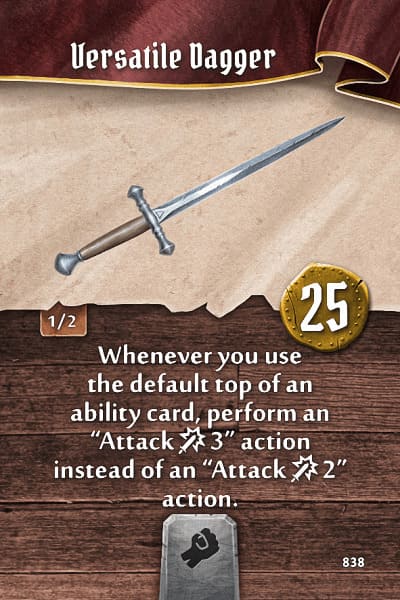 Versatile Dagger
25
1/2
Whenever you use
the default top of an
ability card, perform an
“Attack 3” action
instead of an “Attack 2”
action.
838